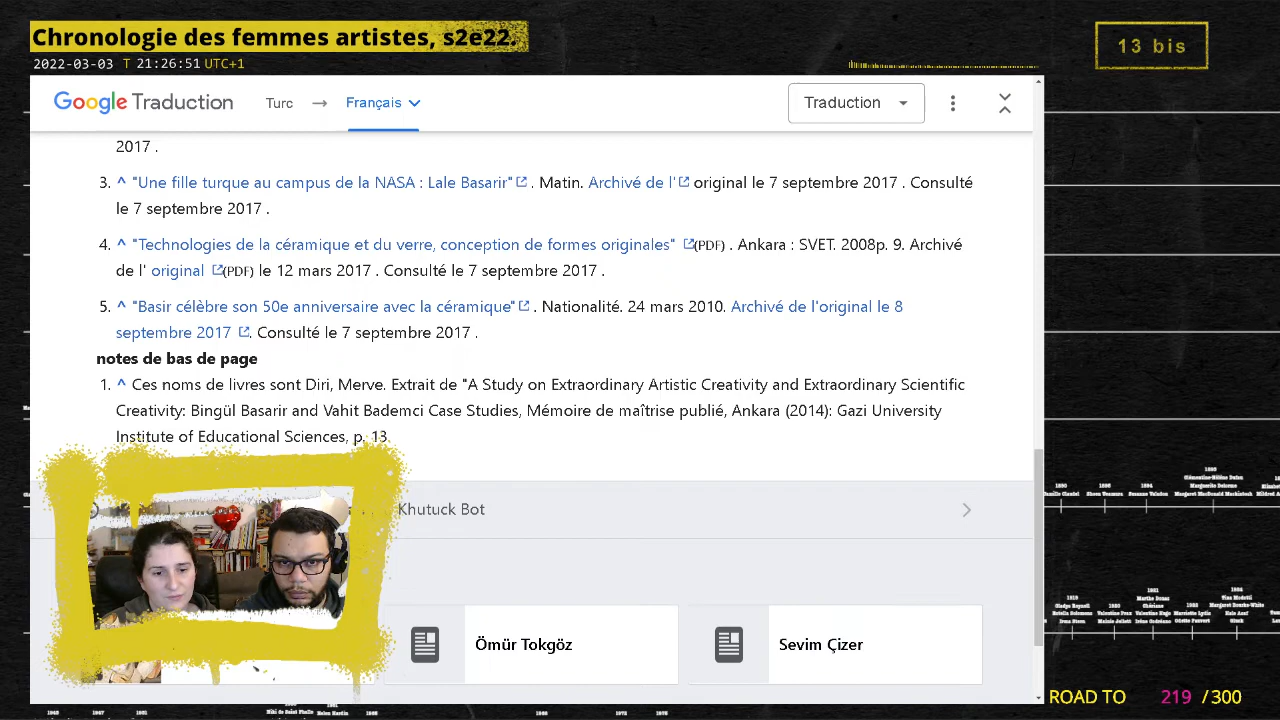 Chronologie des femmes artistes, s2e22.
2022-03-03 T 21:26:51 UTC+1
13 bis
Google Traduction
Turc → Français
Traduction
2017 .
3. ^ "Une fille turque au campus de la NASA : Lale Basarir" . Matin. Archivé de l' original le 7 septembre 2017 . Consulté
le 7 septembre 2017 .
4. ^ "Technologies de la céramique et du verre, conception de formes originales" (PDF) . Ankara : SVET. 2008p. 9. Archivé
de l' original (PDF) le 12 mars 2017 . Consulté le 7 septembre 2017 .
5. ^ "Basir célèbre son 50e anniversaire avec la céramique" . Nationalité. 24 mars 2010. Archivé de l'original le 8
septembre 2017 . Consulté le 7 septembre 2017 .
notes de bas de page
1. ^ Ces noms de livres sont Diri, Merve. Extrait de "A Study on Extraordinary Artistic Creativity and Extraordinary Scientific
Creativity: Bingül Basarir and Vahit Bademci Case Studies, Mémoire de maîtrise publié, Ankara (2014): Gazi University
Institute of Educational Sciences, p. 13.
Khutuck Bot
Ömür Tokgöz
Sevim Çizer
ROAD TO 219 /300